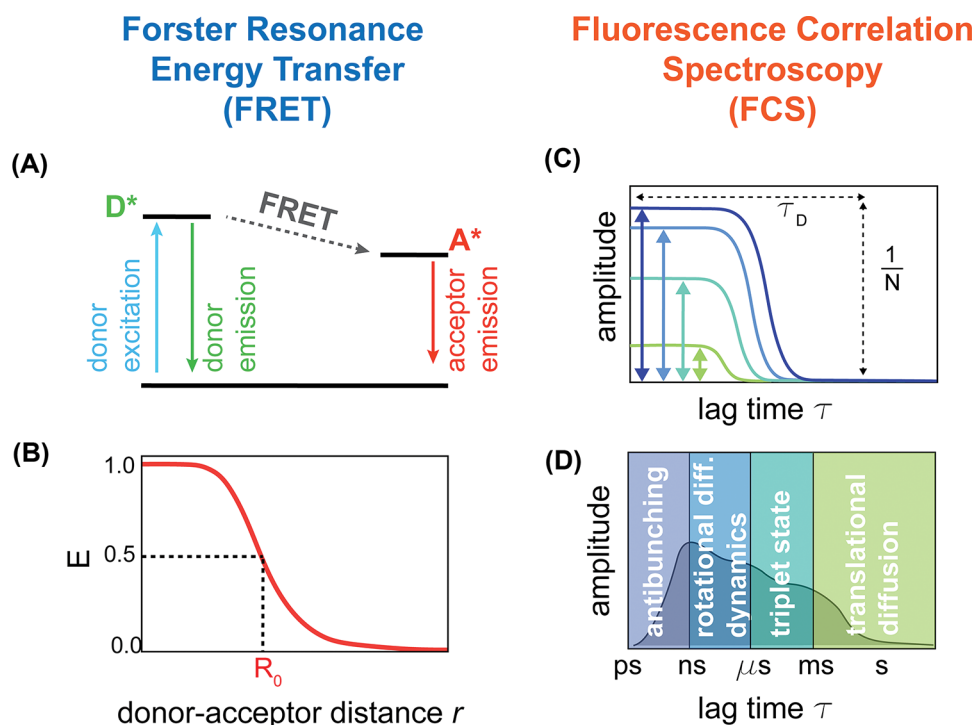 Forster Resonance
Energy Transfer
(FRET)
Fluorescence Correlation
Spectroscopy
(FCS)
(A)
D*
FRET
A*
donor
excitation
donor
emission
acceptor
emission
(B)
1.0
0.5
0.0
E
R₀
donor-acceptor distance r
(C)
amplitude
τ D
1
N
lag time τ
(D)
amplitude
antibunching
rotational diff.
dynamics
triplet state
translational
diffusion
ps ns μs ms s
lag time τ